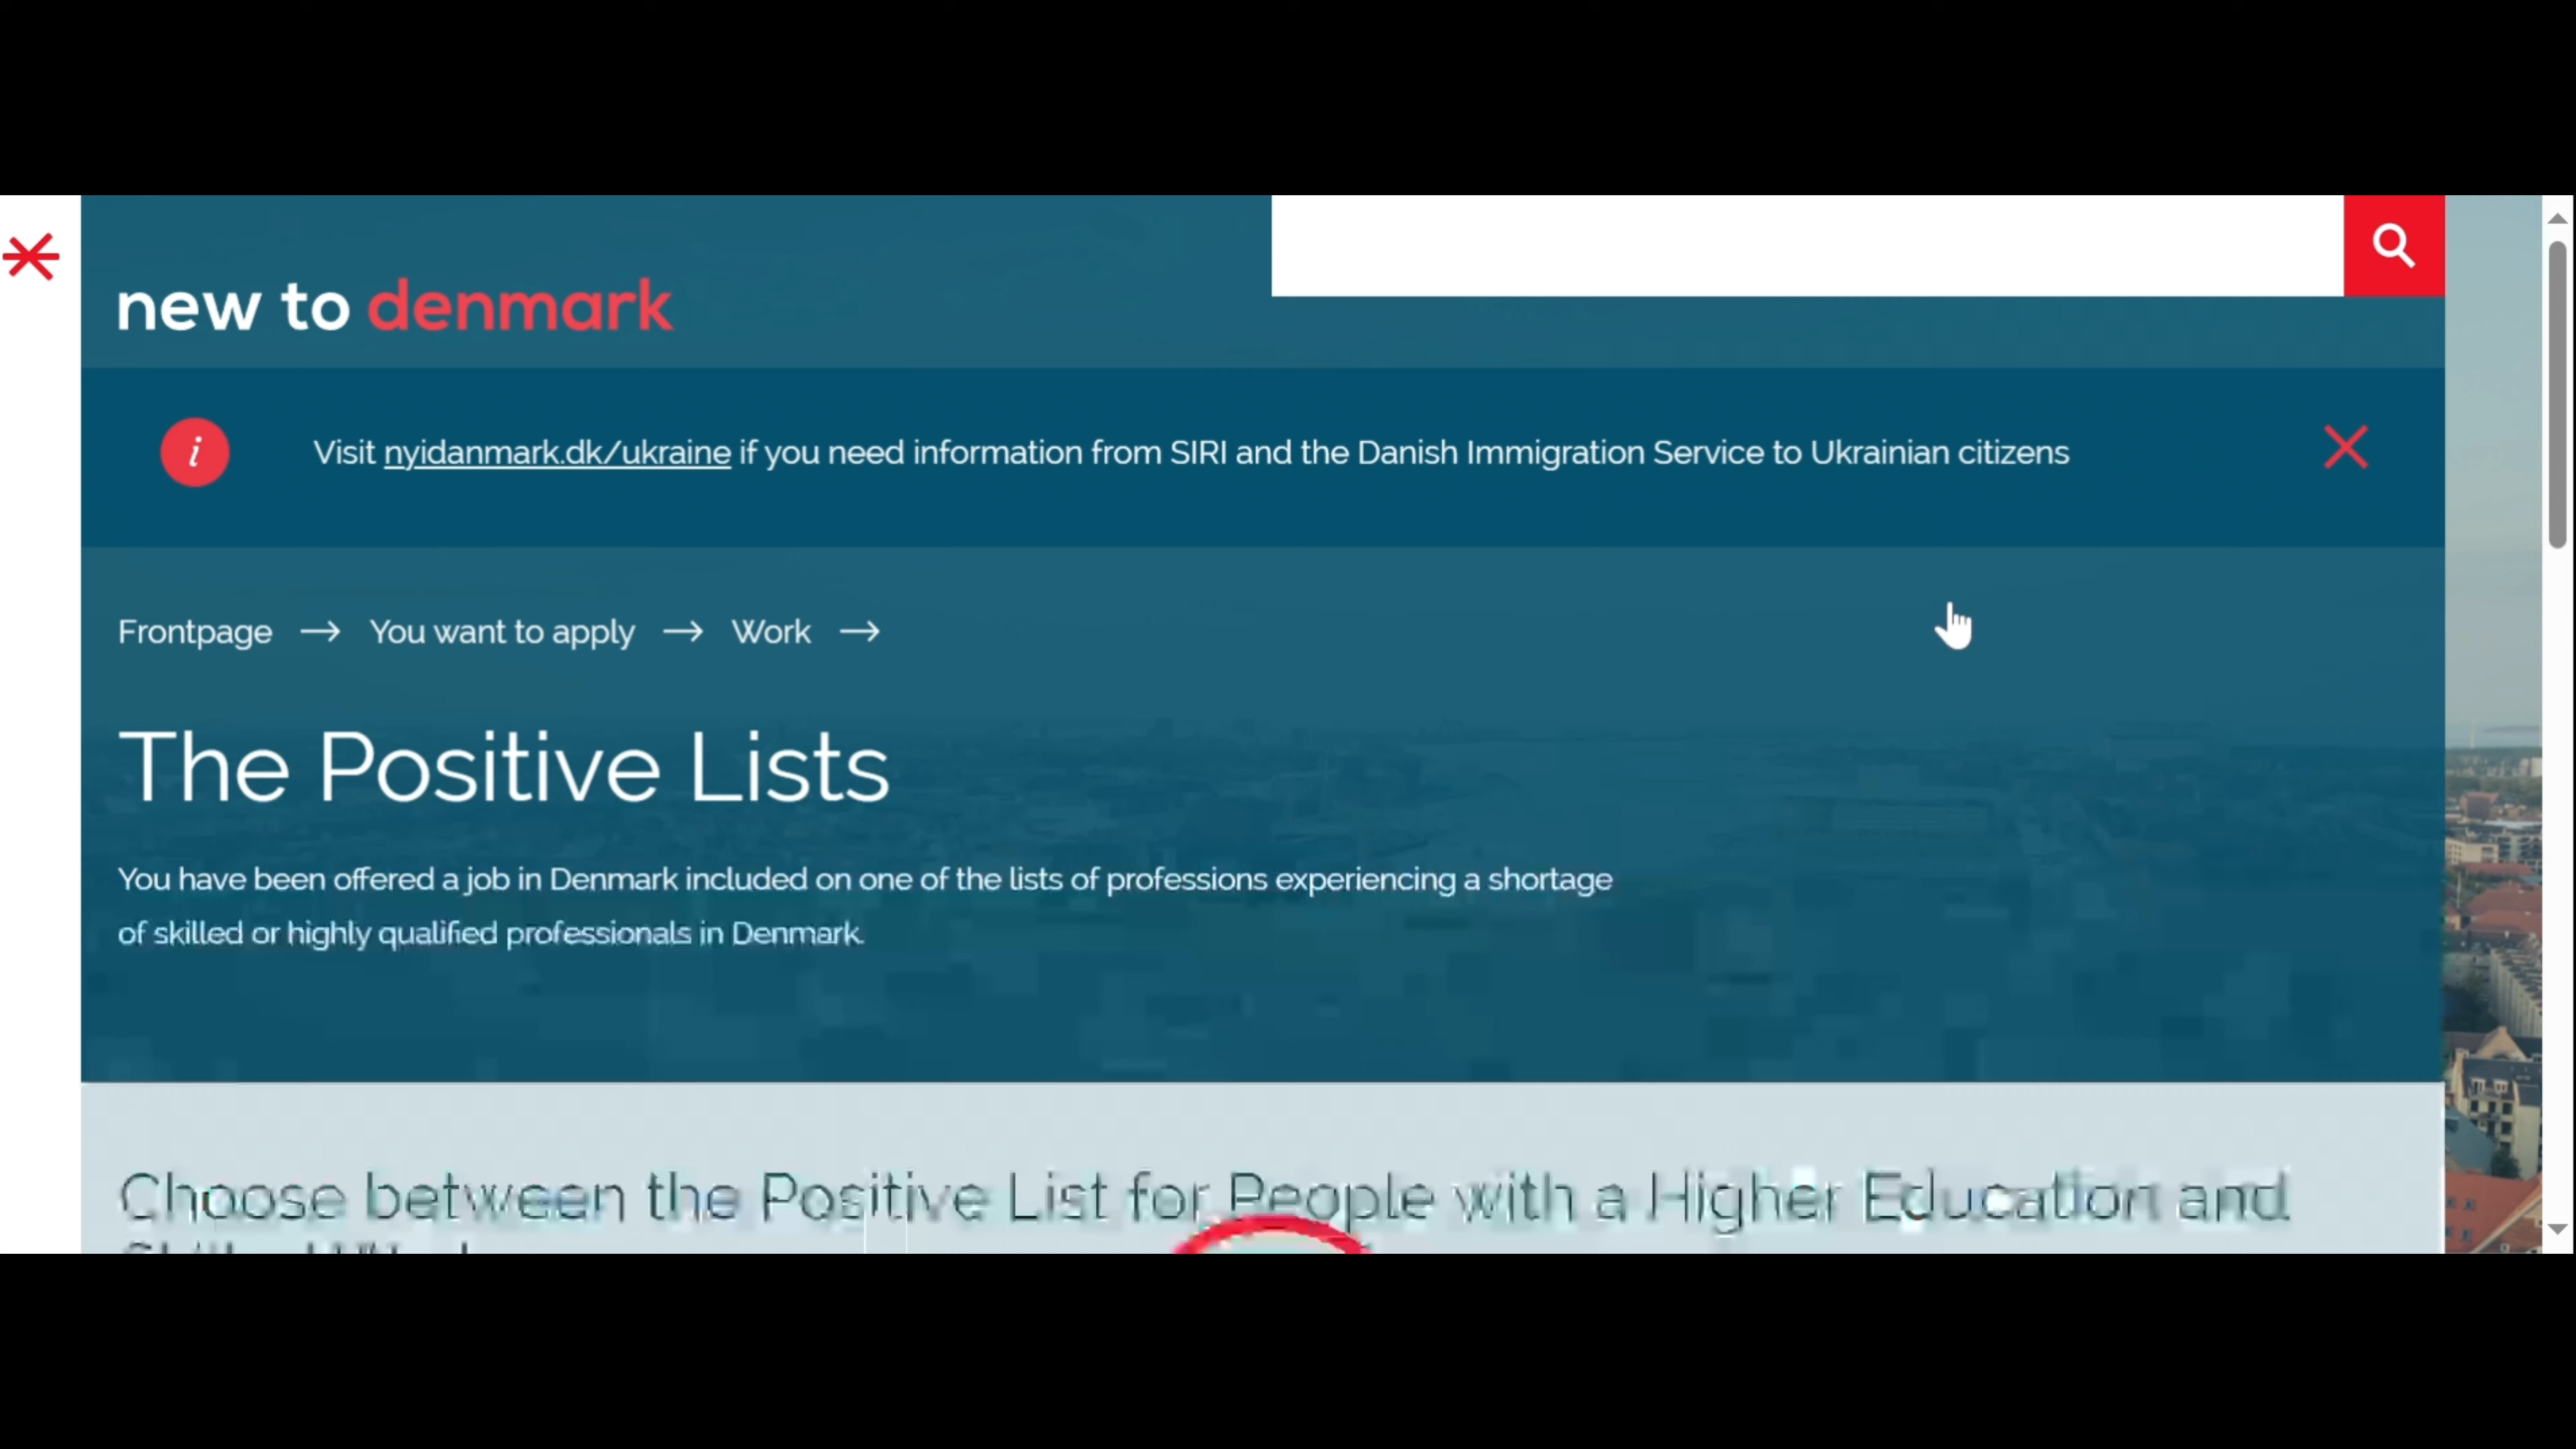 new to denmark
i
Visit nyidanmark.dk/ukraine if you need information from SIRI and the Danish Immigration Service to Ukrainian citizens
Frontpage → You want to apply → Work →
The Positive Lists
You have been offered a job in Denmark included on one of the lists of professions experiencing a shortage
of skilled or highly qualified professionals in Denmark.
Choose between the Positive List for People with a Higher Education and